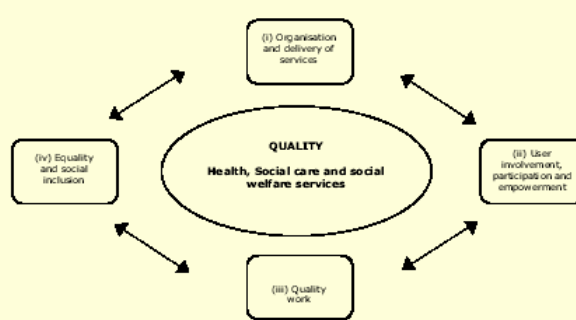 (i) Organisation
and delivery of
services
QUALITY
Health, Social care and social
welfare services
(iv) Equality
and social
inclusion
(ii) User
involvement,
participation and
empowerment
(iii) Quality
work